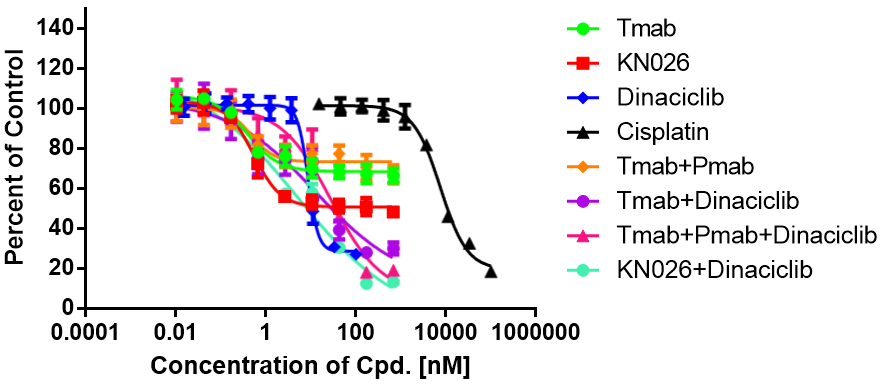 140
120
100
80
60
40
20
0
Percent of Control
0.0001
0.01
1
100
10000
1000000
Concentration of Cpd. [nM]
Tmab
KN026
Dinaciclib
Cisplatin
Tmab+Pmab
Tmab+Dinaciclib
Tmab+Pmab+Dinaciclib
KN026+Dinaciclib